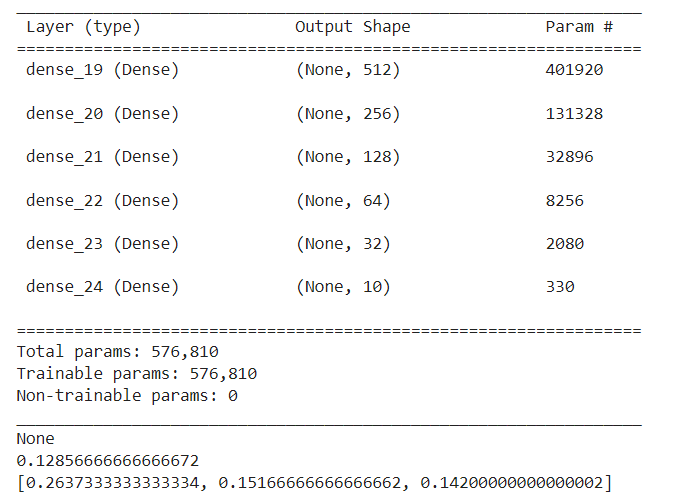 Layer (type) Output Shape Param #
dense_19 (Dense) (None, 512) 401920
dense_20 (Dense) (None, 256) 131328
dense_21 (Dense) (None, 128) 32896
dense_22 (Dense) (None, 64) 8256
dense_23 (Dense) (None, 32) 2080
dense_24 (Dense) (None, 10) 330
Total params: 576,810
Trainable params: 576,810
Non-trainable params: 0
None
0.12856666666666672
[0.2637333333333334, 0.15166666666666662, 0.14200000000000002]